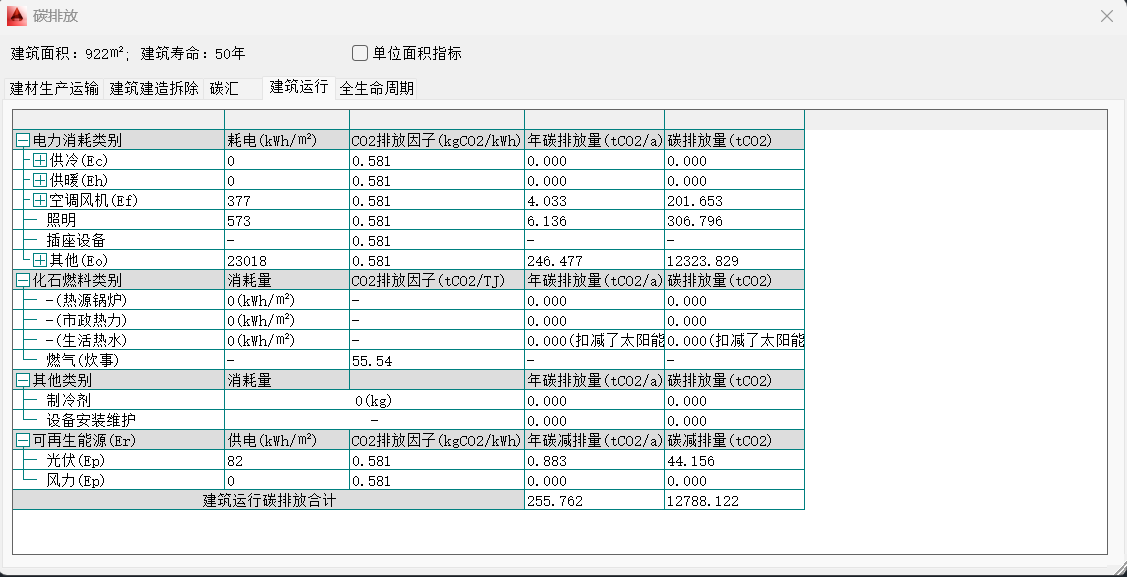 碳排放
建筑面积: 922㎡; 建筑寿命: 50年 单位面积指标
建材生产运输 建筑建造拆除 碳汇 建筑运行 全生命周期
电力消耗类别 耗电(kWh/㎡) CO2排放因子(kgCO2/kWh) 年碳排放量(tCO2/a) 碳排放量(tCO2)
供冷(Ec) 0 0.581 0.000 0.000
供暖(Eh) 0 0.581 0.000 0.000
空调风机(Ef) 377 0.581 4.033 201.653
照明 573 0.581 6.136 306.796
插座设备 - 0.581 - -
其他(Eo) 23018 0.581 246.477 12323.829
化石燃料类别 消耗量 CO2排放因子(tCO2/TJ) 年碳排放量(tCO2/a) 碳排放量(tCO2)
-(热源锅炉) 0(kWh/㎡) - 0.000 0.000
-(市政热力) 0(kWh/㎡) - 0.000 0.000
-(生活热水) 0(kWh/㎡) - 0.000(扣减了太阳能 0.000(扣减了太阳能
燃气(炊事) - 55.54 - -
其他类别 消耗量 年碳排放量(tCO2/a) 碳排放量(tCO2)
制冷剂 0(kg) 0.000 0.000
设备安装维护 - 0.000 0.000
可再生能源(Er) 供电(kWh/㎡) CO2排放因子(kgCO2/kWh) 年碳减排量(tCO2/a) 碳减排量(tCO2)
光伏(Ep) 82 0.581 0.883 44.156
风力(Ep) 0 0.581 0.000 0.000
建筑运行碳排放合计 255.762 12788.122